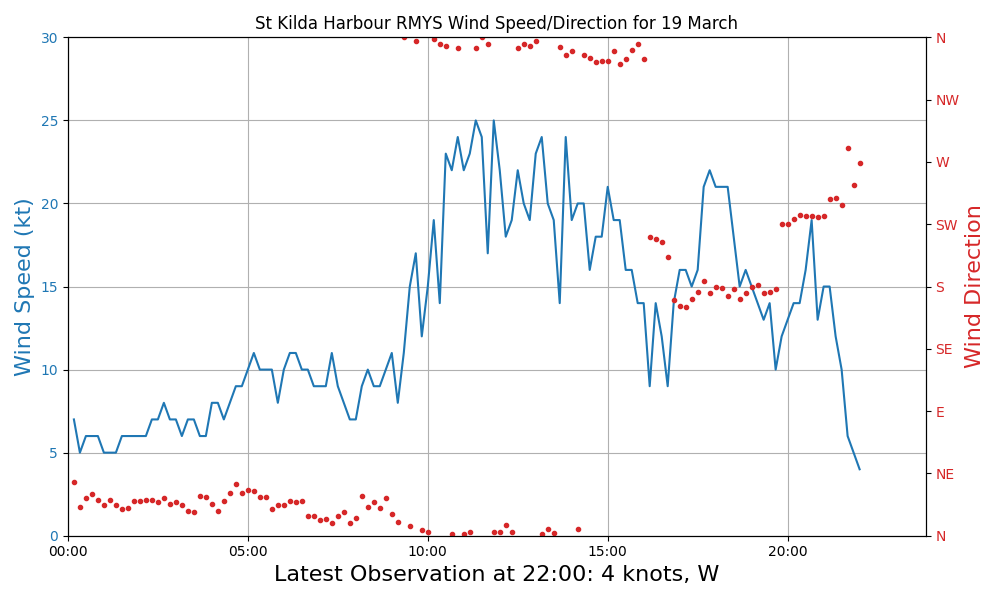 St Kilda Harbour RMYS Wind Speed/Direction for 19 March
30
25
20
15
10
5
0
Wind Speed (kt)
N
NW
W
SW
S
SE
E
NE
N
Wind Direction
00:00 05:00 10:00 15:00 20:00
Latest Observation at 22:00: 4 knots, W